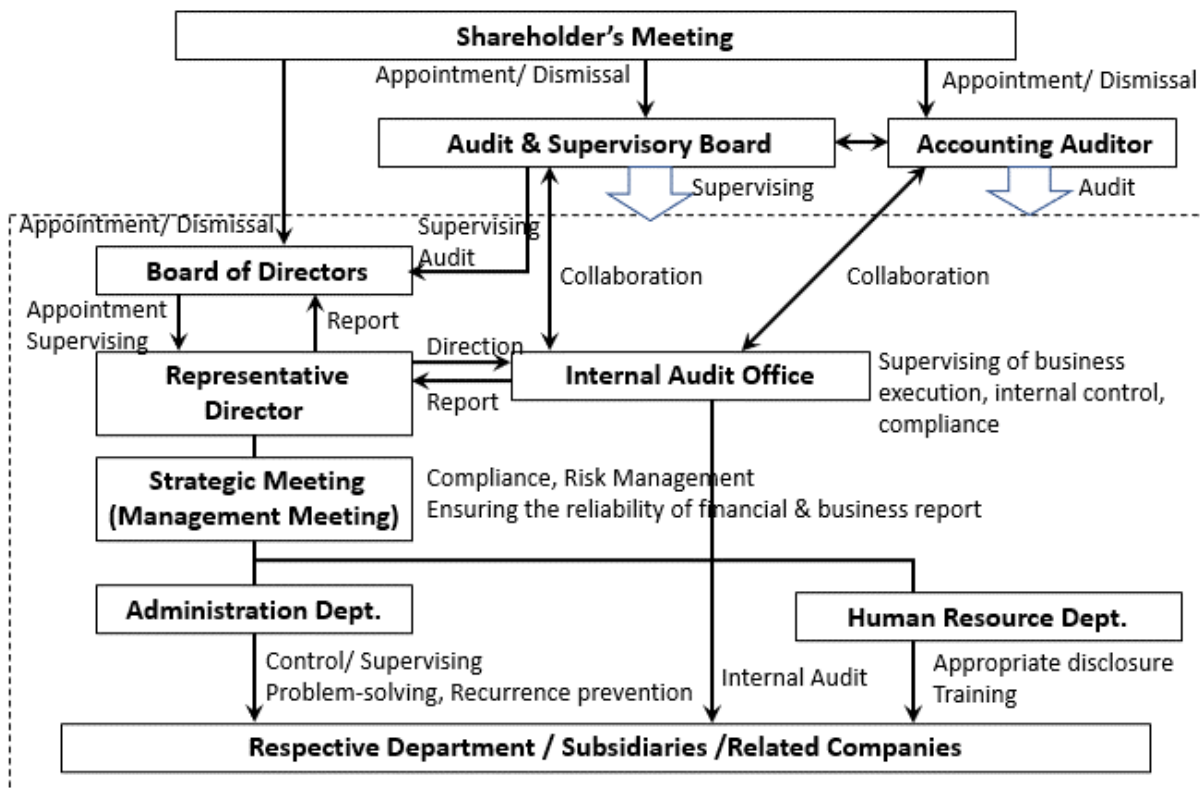 Shareholder's Meeting
Appointment/ Dismissal
Appointment/ Dismissal
Audit & Supervisory Board
Accounting Auditor
Supervising
Audit
Appointment/ Dismissal
Supervising
Audit
Board of Directors
Collaboration
Collaboration
Appointment
Supervising
Report
Direction
Representative
Director
Internal Audit Office
Report
Supervising of business
execution, internal control,
compliance
Strategic Meeting
(Management Meeting)
Compliance, Risk Management
Ensuring the reliability of financial & business report
Administration Dept.
Human Resource Dept.
Control/ Supervising
Problem-solving, Recurrence prevention
Internal Audit
Appropriate disclosure
Training
Respective Department / Subsidiaries /Related Companies